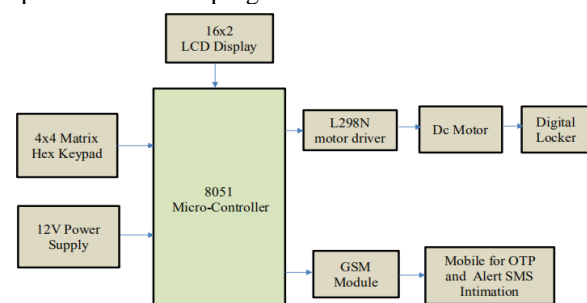 16x2
LCD Display
4x4 Matrix
Hex Keypad
8051
Micro-Controller
L298N
motor driver
Dc Motor
Digital
Locker
12V Power
Supply
GSM
Module
Mobile for OTP
and Alert SMS
Intimation